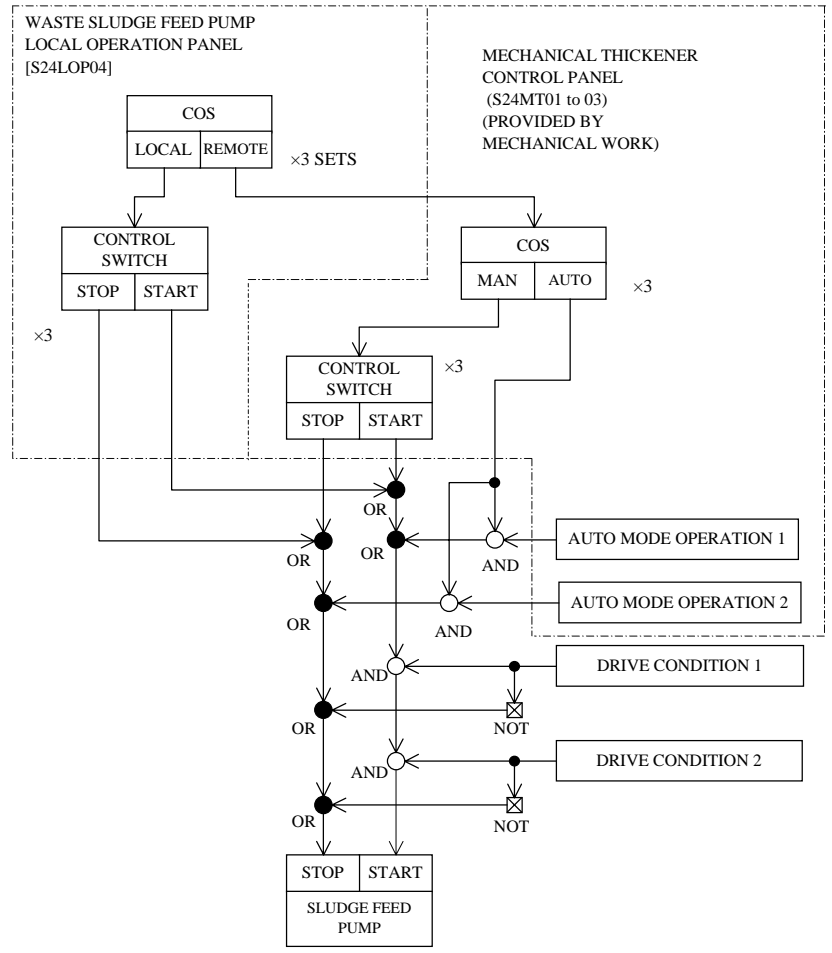 WASTE SLUDGE FEED PUMP
LOCAL OPERATION PANEL
[S24LOP04]
MECHANICAL THICKENER
CONTROL PANEL
(S24MT01 to 03)
(PROVIDED BY
MECHANICAL WORK)
COS
LOCAL
REMOTE
×3 SETS
CONTROL
SWITCH
STOP
START
×3
COS
MAN
AUTO
×3
CONTROL
SWITCH
STOP
START
×3
OR
OR
OR
AND
AUTO MODE OPERATION 1
OR
AND
AUTO MODE OPERATION 2
AND
DRIVE CONDITION 1
OR
NOT
AND
DRIVE CONDITION 2
OR
NOT
STOP
START
SLUDGE FEED
PUMP